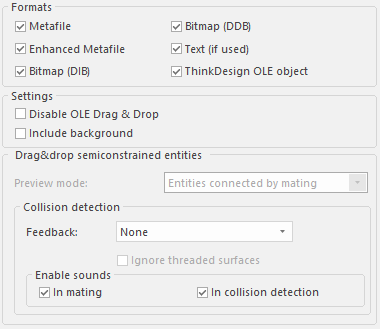 Formats
Metafile
Bitmap (DDB)
Enhanced Metafile
Text (if used)
Bitmap (DIB)
ThinkDesign OLE object
Settings
Disable OLE Drag & Drop
Include background
Drag&drop semiconstrained entities
Preview mode:
Entities connected by mating
Collision detection
Feedback:
None
Ignore threaded surfaces
Enable sounds
In mating
In collision detection